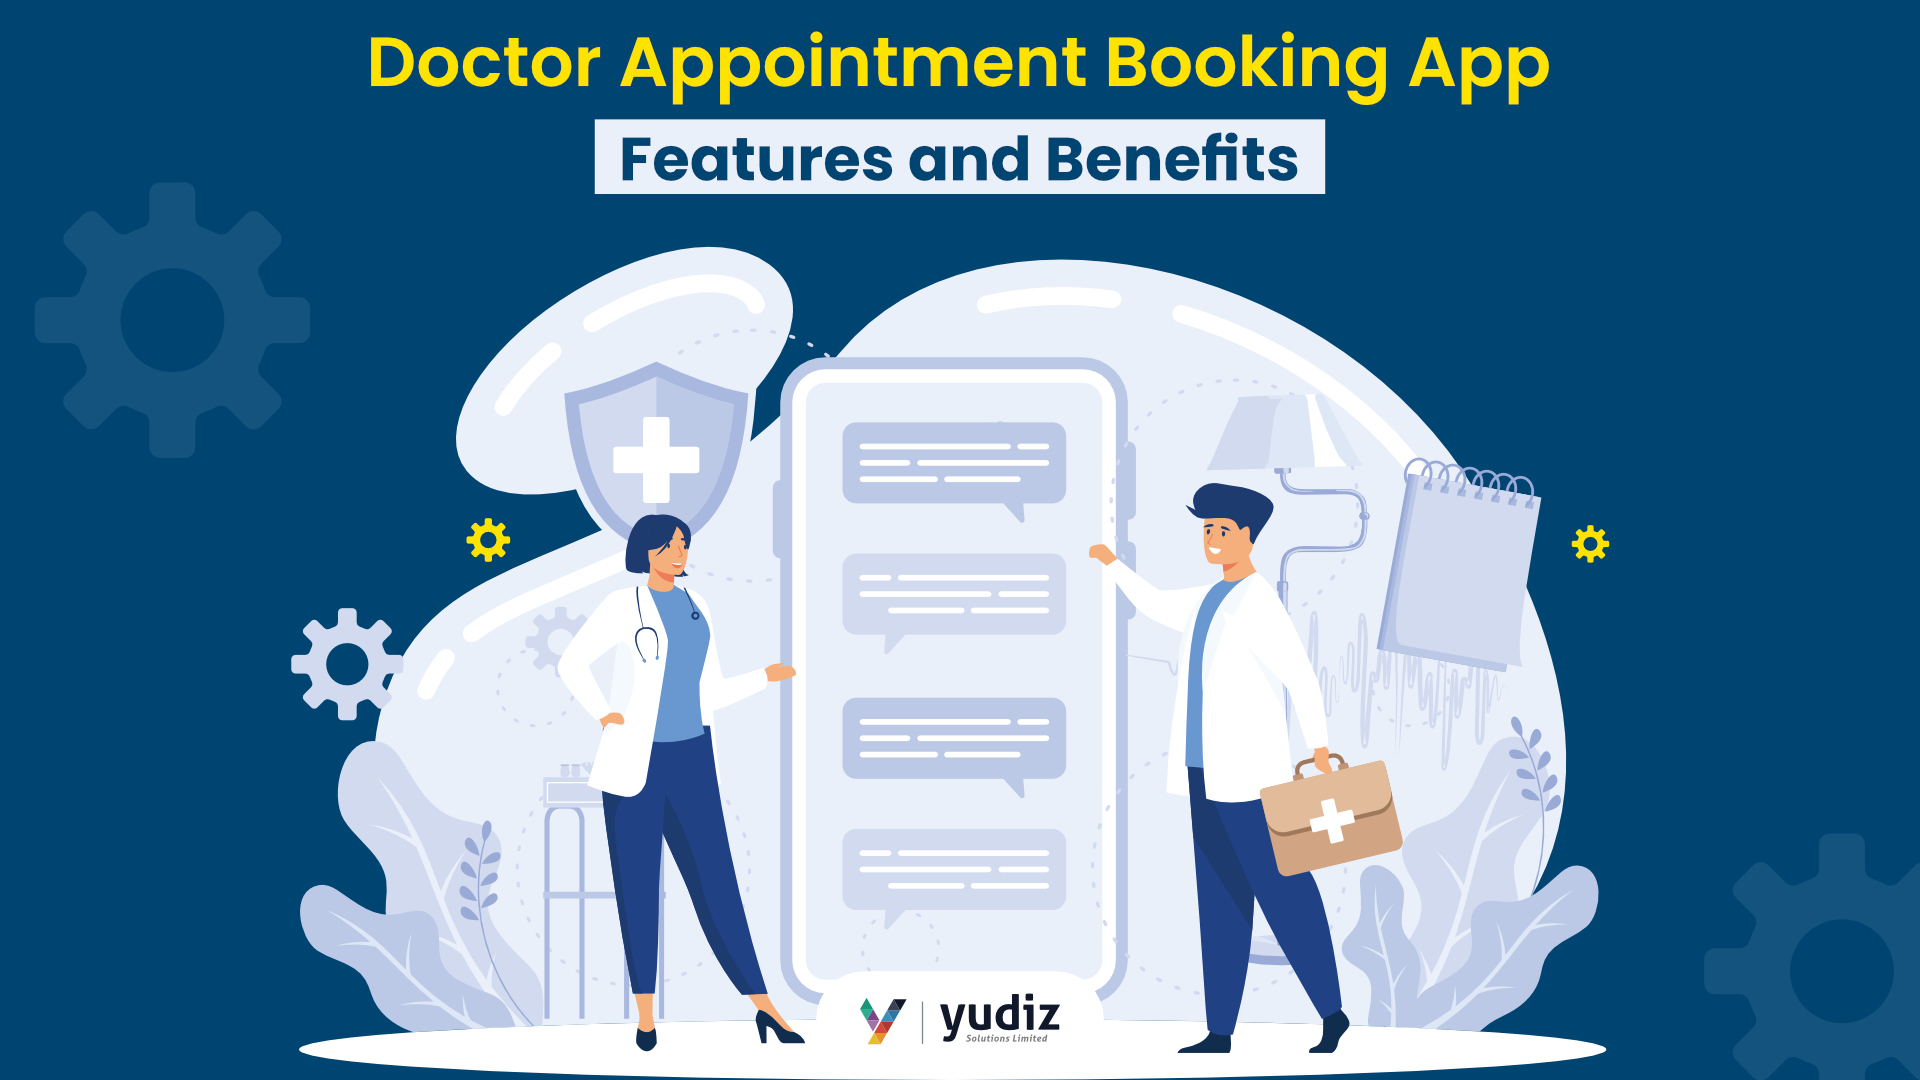 Doctor Appointment Booking App
Features and Benefits
yudiz
Solutions Limited